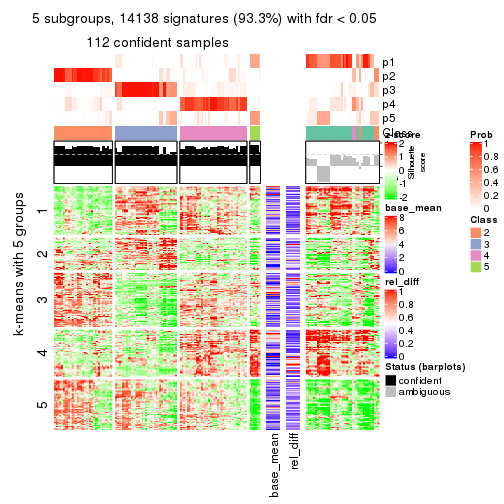 5 subgroups, 14138 signatures (93.3%) with fdr < 0.05
112 confident samples
p1
p2
p3
p4
p5
Class
z-score
2
1
0
-1
-2
Silhouette
score
base_mean
8
6
4
2
0
rel_diff
1
0.8
0.6
0.4
0.2
0
Status (barplots)
confident
ambiguous
Prob
1
0.8
0.6
0.4
0.2
0
Class
2
3
4
5
k-means with 5 groups
1
2
3
4
5
base_mean
rel_diff